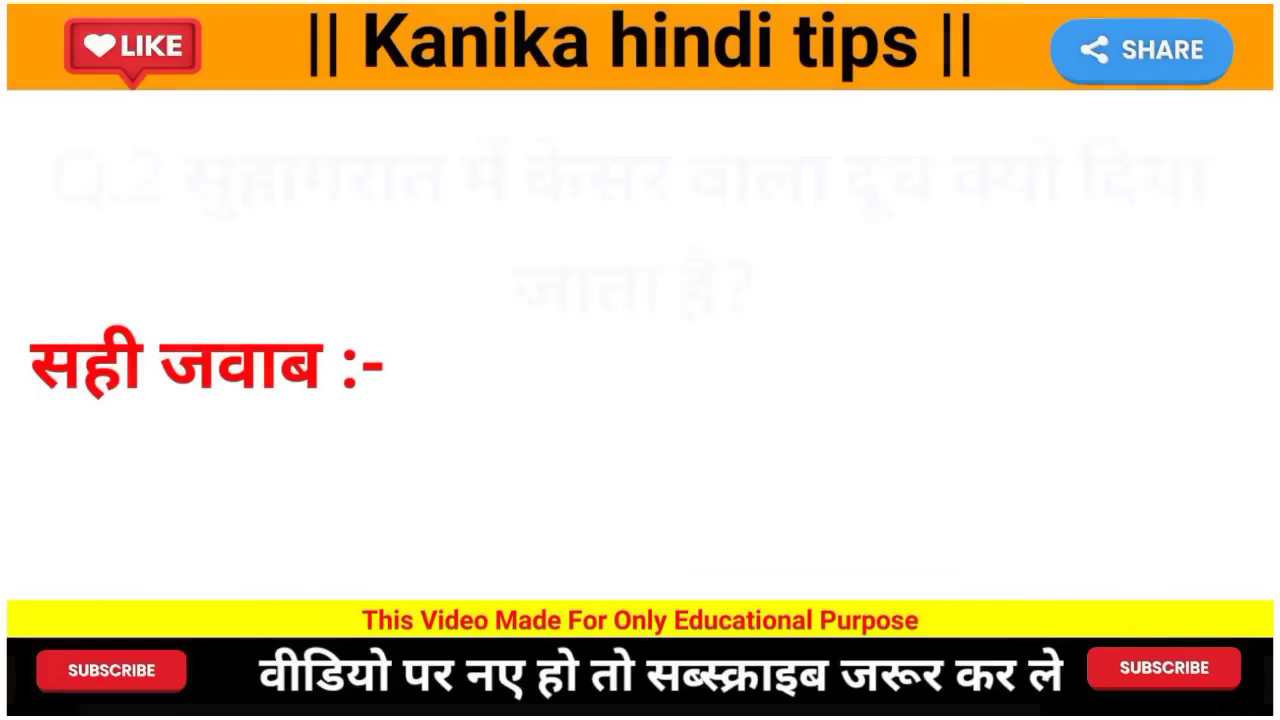 LIKE
|| Kanika hindi tips ||
SHARE
Q.2 सुहागरात में केसर वाला दूध क्यों दिया
जाता है?
सही जवाब :-
This Video Made For Only Educational Purpose
SUBSCRIBE
वीडियो पर नए हो तो सब्स्क्राइब जरूर कर ले
SUBSCRIBE